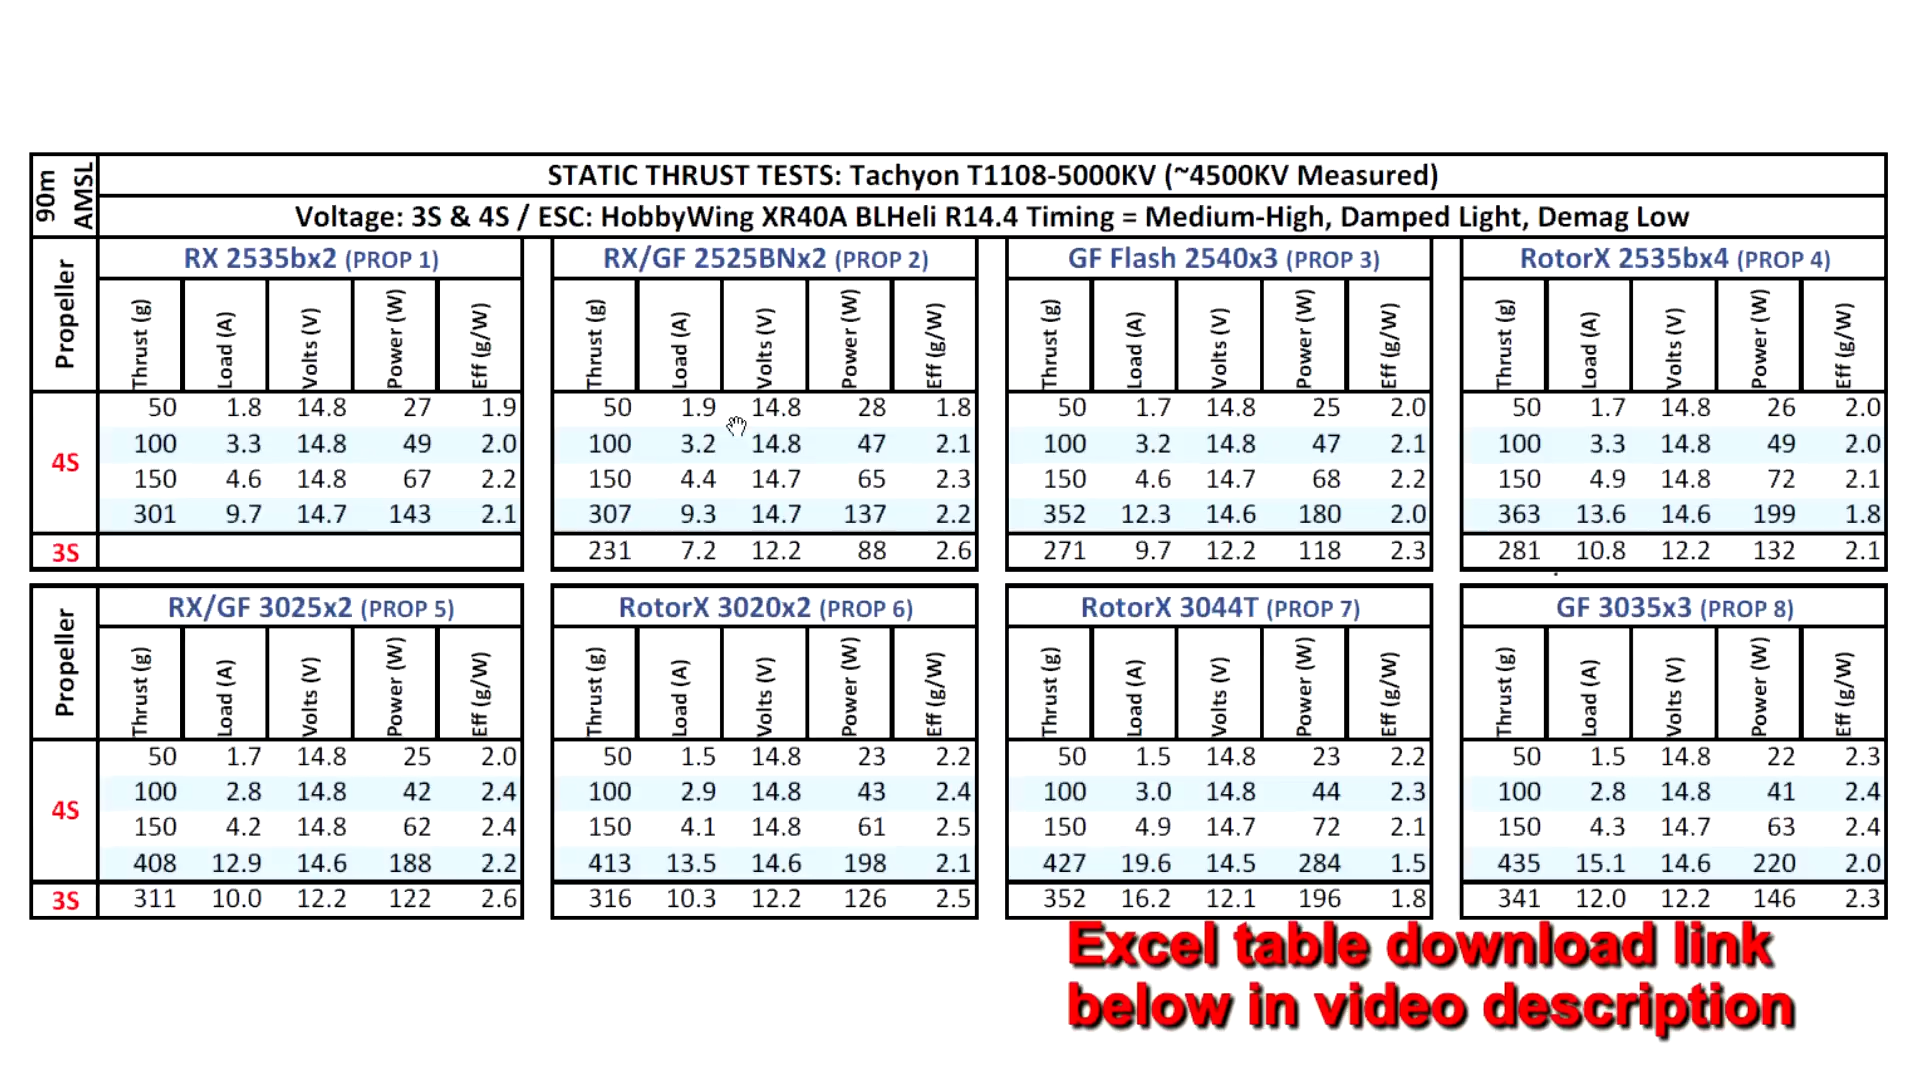 90m AMSL
STATIC THRUST TESTS: Tachyon T1108-5000KV (~4500KV Measured)
Voltage: 3S & 4S / ESC: HobbyWing XR40A BLHeli R14.4 Timing = Medium-High, Damped Light, Demag Low
Propeller RX 2535bx2 (PROP 1) RX/GF 2525BNx2 (PROP 2) GF Flash 2540x3 (PROP 3) RotorX 2535bx4 (PROP 4)
Thrust (g) Load (A) Volts (V) Power (W) Eff (g/W) Thrust (g) Load (A) Volts (V) Power (W) Eff (g/W) Thrust (g) Load (A) Volts (V) Power (W) Eff (g/W) Thrust (g) Load (A) Volts (V) Power (W) Eff (g/W)
50 1.8 14.8 27 1.9 50 1.9 14.8 28 1.8 50 1.7 14.8 25 2.0 50 1.7 14.8 26 2.0
100 3.3 14.8 49 2.0 100 3.2 14.8 47 2.1 100 3.2 14.8 47 2.1 100 3.3 14.8 49 2.0
4S 150 4.6 14.8 67 2.2 150 4.4 14.7 65 2.3 150 4.6 14.7 68 2.2 150 4.9 14.8 72 2.1
301 9.7 14.7 143 2.1 307 9.3 14.7 137 2.2 352 12.3 14.6 180 2.0 363 13.6 14.6 199 1.8
3S 231 7.2 12.2 88 2.6 271 9.7 12.2 118 2.3 281 10.8 12.2 132 2.1
Propeller RX/GF 3025x2 (PROP 5) RotorX 3020x2 (PROP 6) RotorX 3044T (PROP 7) GF 3035x3 (PROP 8)
Thrust (g) Load (A) Volts (V) Power (W) Eff (g/W) Thrust (g) Load (A) Volts (V) Power (W) Eff (g/W) Thrust (g) Load (A) Volts (V) Power (W) Eff (g/W) Thrust (g) Load (A) Volts (V) Power (W) Eff (g/W)
50 1.7 14.8 25 2.0 50 1.5 14.8 23 2.2 50 1.5 14.8 23 2.2 50 1.5 14.8 22 2.3
100 2.8 14.8 42 2.4 100 2.9 14.8 43 2.4 100 3.0 14.8 44 2.3 100 2.8 14.8 41 2.4
4S 150 4.2 14.8 62 2.4 150 4.1 14.8 61 2.5 150 4.9 14.7 72 2.1 150 4.3 14.7 63 2.4
408 12.9 14.6 188 2.2 413 13.5 14.6 198 2.1 427 19.6 14.5 284 1.5 435 15.1 14.6 220 2.0
3S 311 10.0 12.2 122 2.6 316 10.3 12.2 126 2.5 352 16.2 12.1 196 1.8 341 12.0 12.2 146 2.3
Excel table download link
below in video description